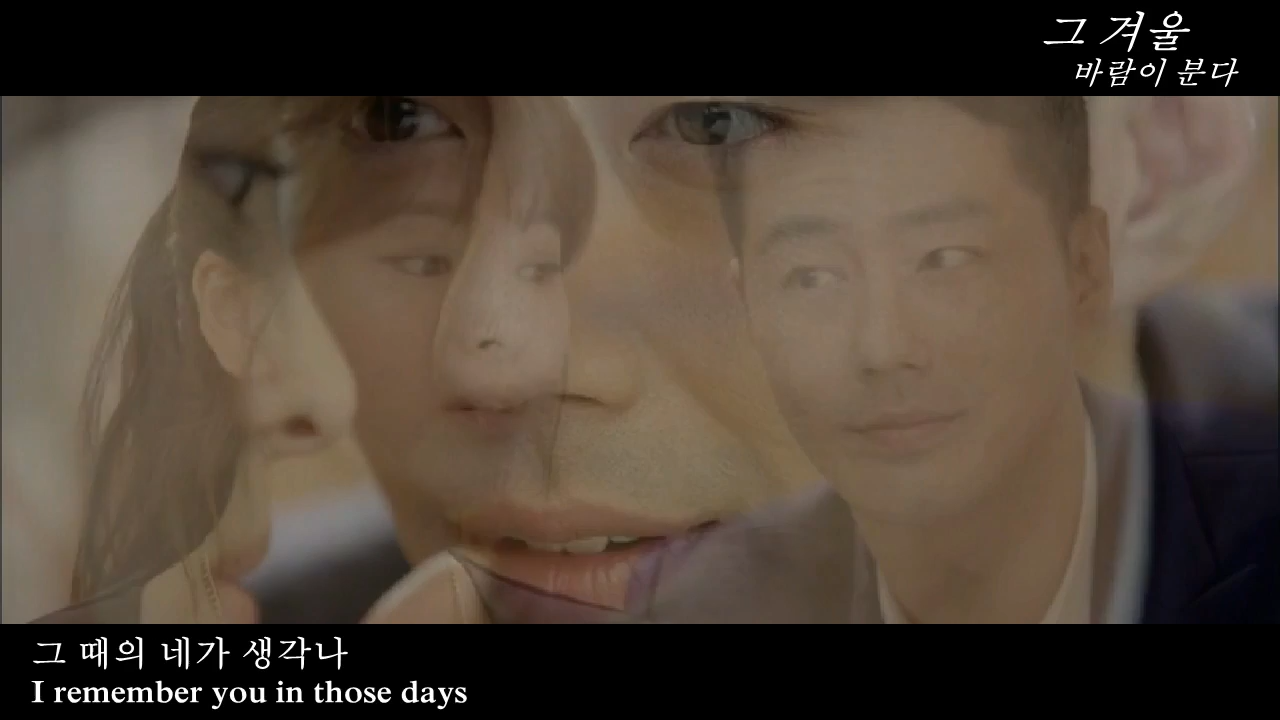 그 겨울
바람이 분다
그 때의 네가 생각나
I remember you in those days